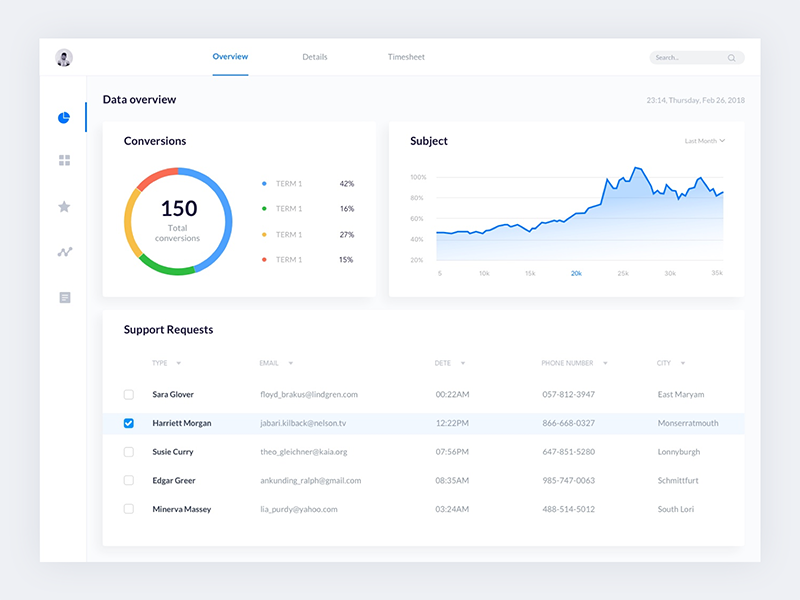 Overview Details Timesheet Search..
Data overview 23:14, Thursday, Feb 26, 2018
Conversions
150
Total
conversions
TERM 1 42%
TERM 1 16%
TERM 1 27%
TERM 1 15%
Subject Last Month
100%
80%
60%
40%
20%
5 10k 15k 20k 25k 30k 35k
Support Requests
TYPE EMAIL DETE PHONE NUMBER CITY
Sara Glover floyd_brakus@lindgren.com 00:22AM 057-812-3947 East Maryam
Harriett Morgan jabari.kilback@nelson.tv 12:22PM 866-668-0327 Monserratmouth
Susie Curry theo_gleichner@kaia.org 07:56PM 647-851-5280 Lonnyburgh
Edgar Greer ankunding_ralph@gmail.com 08:35AM 985-747-0063 Schmittfurt
Minerva Massey lia_purdy@yahoo.com 03:24AM 488-514-5012 South Lori